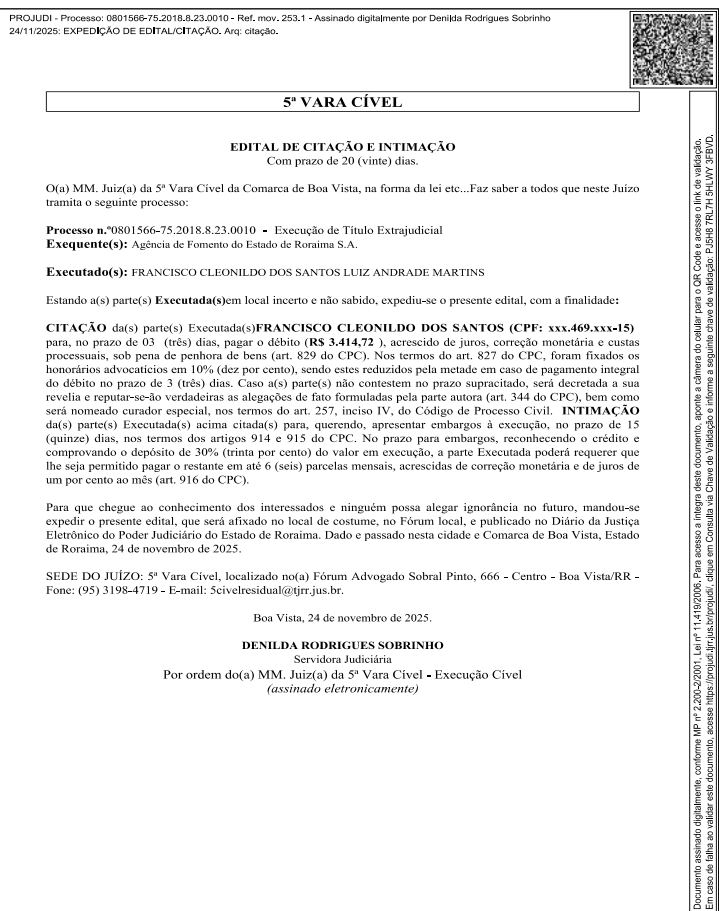 PROJUDI - Processo: 0801566-75.2018.8.23.0010 - Ref. mov. 253.1 - Assinado digitalmente por Denilda Rodrigues Sobrinho
24/11/2025: EXPEDIÇÃO DE EDITAL/CITAÇÃO. Arq: citação.
5ª VARA CÍVEL
EDITAL DE CITAÇÃO E INTIMAÇÃO
Com prazo de 20 (vinte) dias.
O(a) MM. Juiz(a) da 5ª Vara Cível da Comarca de Boa Vista, na forma da lei etc...Faz saber a todos que neste Juízo
tramita o seguinte processo:
Processo n.º0801566-75.2018.8.23.0010 - Execução de Título Extrajudicial
Exequente(s): Agência de Fomento do Estado de Roraima S.A.
Executado(s): FRANCISCO CLEONILDO DOS SANTOS LUIZ ANDRADE MARTINS
Estando a(s) parte(s) Executada(s)em local incerto e não sabido, expediu-se o presente edital, com a finalidade:
CITAÇÃO da(s) parte(s) Executada(s)FRANCISCO CLEONILDO DOS SANTOS (CPF: xxx.469.xxx-15)
para, no prazo de 03 (três) dias, pagar o débito (R$ 3.414,72 ), acrescido de juros, correção monetária e custas
processuais, sob pena de penhora de bens (art. 829 do CPC). Nos termos do art. 827 do CPC, foram fixados os
honorários advocatícios em 10% (dez por cento), sendo estes reduzidos pela metade em caso de pagamento integral
do débito no prazo de 3 (três) dias. Caso a(s) parte(s) não contestem no prazo supracitado, será decretada a sua
revelia e reputar-se-ão verdadeiras as alegações de fato formuladas pela parte autora (art. 344 do CPC), bem como
será nomeado curador especial, nos termos do art. 257, inciso IV, do Código de Processo Civil. INTIMAÇÃO
da(s) parte(s) Executada(s) acima citada(s) para, querendo, apresentar embargos à execução, no prazo de 15
(quinze) dias, nos termos dos artigos 914 e 915 do CPC. No prazo para embargos, reconhecendo o crédito e
comprovando o depósito de 30% (trinta por cento) do valor em execução, a parte Executada poderá requerer que
lhe seja permitido pagar o restante em até 6 (seis) parcelas mensais, acrescidas de correção monetária e de juros de
um por cento ao mês (art. 916 do CPC).
Para que chegue ao conhecimento dos interessados e ninguém possa alegar ignorância no futuro, mandou-se
expedir o presente edital, que será afixado no local de costume, no Fórum local, e publicado no Diário da Justiça
Eletrônico do Poder Judiciário do Estado de Roraima. Dado e passado nesta cidade e Comarca de Boa Vista, Estado
de Roraima, 24 de novembro de 2025.
SEDE DO JUÍZO: 5ª Vara Cível, localizado no(a) Fórum Advogado Sobral Pinto, 666 - Centro - Boa Vista/RR -
Fone: (95) 3198-4719 - E-mail: 5civelresidual@tjrr.jus.br.
Boa Vista, 24 de novembro de 2025.
DENILDA RODRIGUES SOBRINHO
Servidora Judiciária
Por ordem do(a) MM. Juiz(a) da 5ª Vara Cível - Execução Cível
(assinado eletronicamente)
Documento assinado digitalmente, conforme MP nº 2.200-2/2001, Lei nº 11.419/2006. Para acesso à íntegra deste documento, aponte a câmera do celular para o QR Code e acesse o link de validação.
Em caso de falha ao validar este documento, acesse https://projudi.tjrr.jus.br/projudi/, clique em Consulta via Chave de Validação e informe a seguinte chave de validação: PJ5H8 7RL7H 5HLWY 3FBVD.